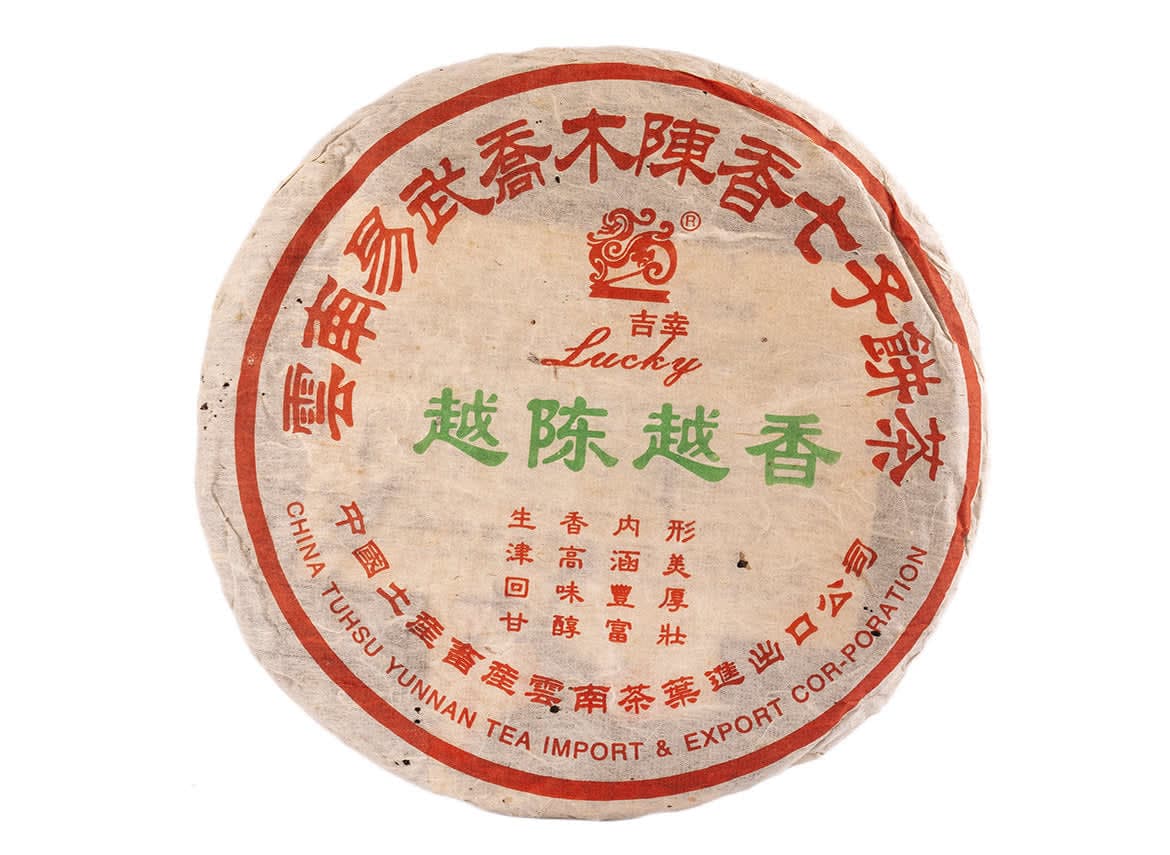 雲南易武喬木陳香七子餅茶
®
吉幸
Lucky
越陈越香
形美厚壯
内涵豐富
香高味醇
生津回甘
中國土產畜產雲南茶葉進出口公司
CHINA TUHSU YUNNAN TEA IMPORT & EXPORT COR-PORATION